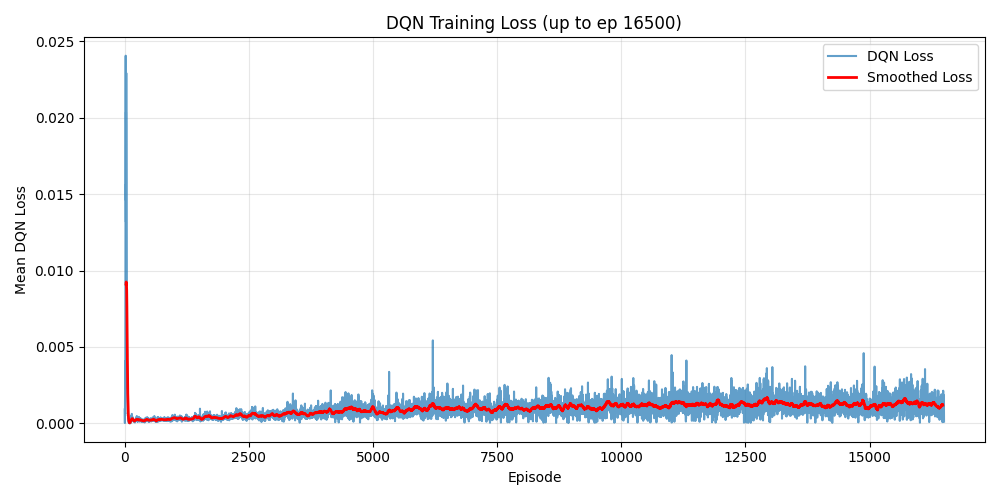 DQN Training Loss (up to ep 16500)
DQN Loss
Smoothed Loss
Mean DQN Loss
0.025
0.020
0.015
0.010
0.005
0.000
0 2500 5000 7500 10000 12500 15000
Episode